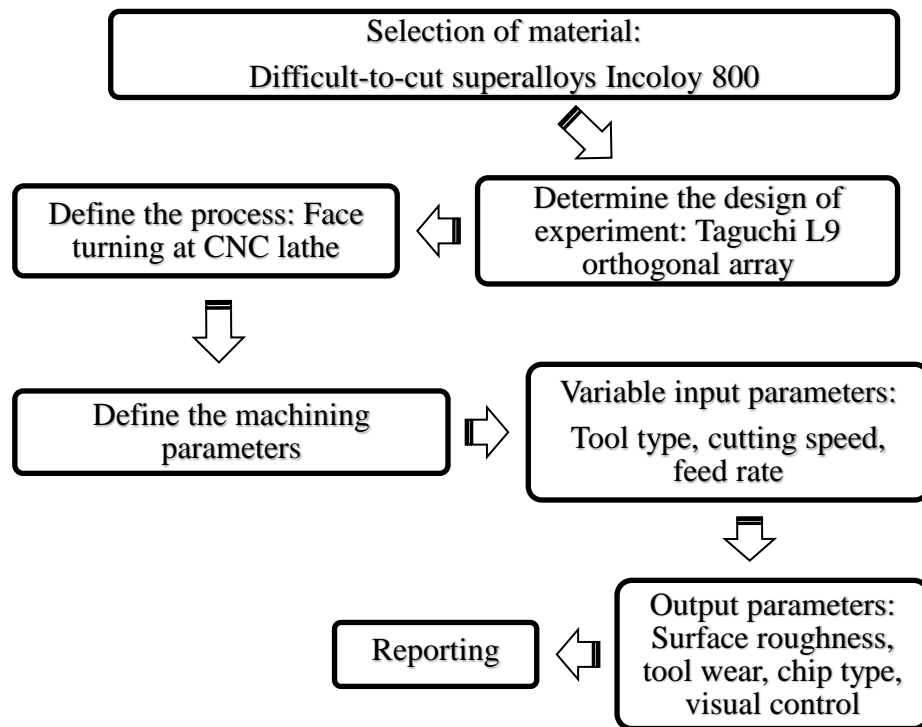 Selection of material:
Difficult-to-cut superalloys Incoloy 800
Determine the design of
experiment: Taguchi L9
orthogonal array
Define the process: Face
turning at CNC lathe
Define the machining
parameters
Variable input parameters:
Tool type, cutting speed,
feed rate
Output parameters:
Surface roughness,
tool wear, chip type,
visual control
Reporting